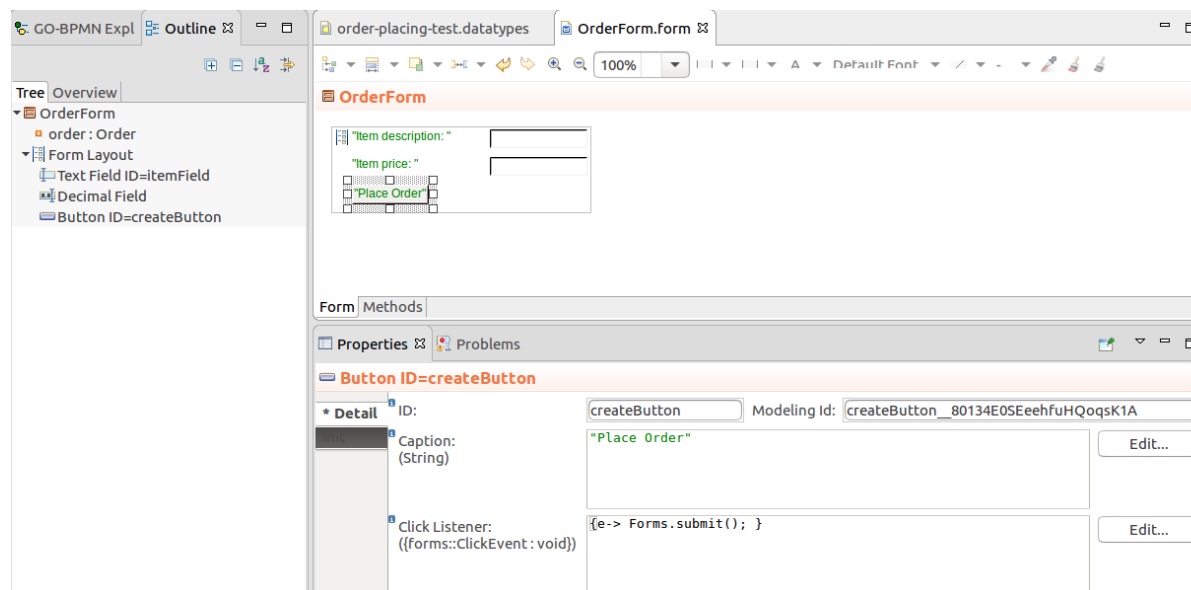 GO-BPMN Expl
Outline
order-placing-test.datatypes
OrderForm.form
100%
A
Default Font
Tree
Overview
OrderForm
order : Order
Form Layout
Text Field ID=itemField
Decimal Field
Button ID=createButton
OrderForm
"Item description: "
"Item price: "
"Place Order"
Form
Methods
Properties
Problems
Button ID=createButton
* Detail
Init
ID:
createButton
Modeling Id:
createButton__80134E0SEeehfuHQoqsK1A
Caption:
(String)
"Place Order"
Edit...
Click Listener:
({forms::ClickEvent : void})
{e-> Forms.submit(); }
Edit...